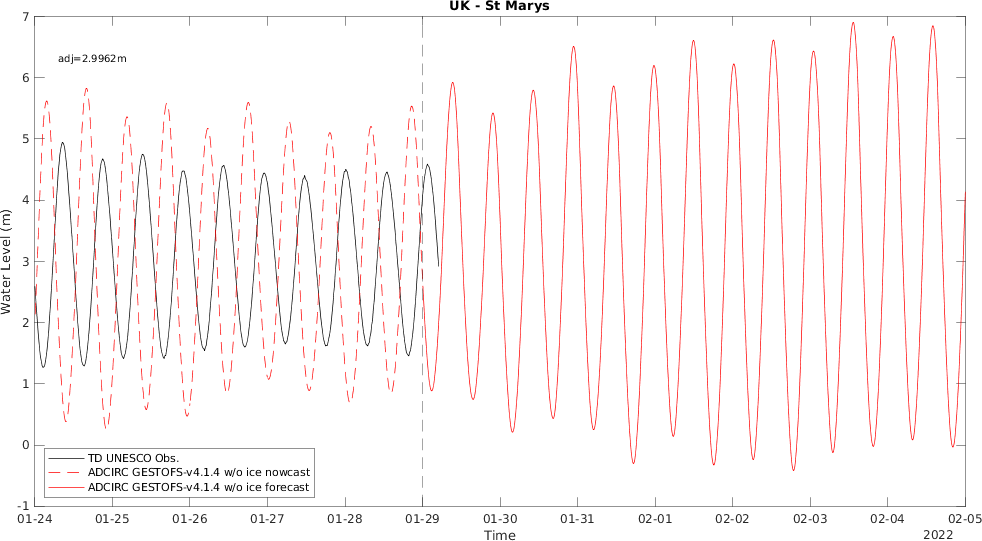 UK - St Marys
7
6
5
4
3
2
1
0
-1
Water Level (m)
adj=2.9962m
TD UNESCO Obs.
ADCIRC GESTOFS-v4.1.4 w/o ice nowcast
ADCIRC GESTOFS-v4.1.4 w/o ice forecast
01-24 01-25 01-26 01-27 01-28 01-29 01-30 01-31 02-01 02-02 02-03 02-04 02-05
Time
2022